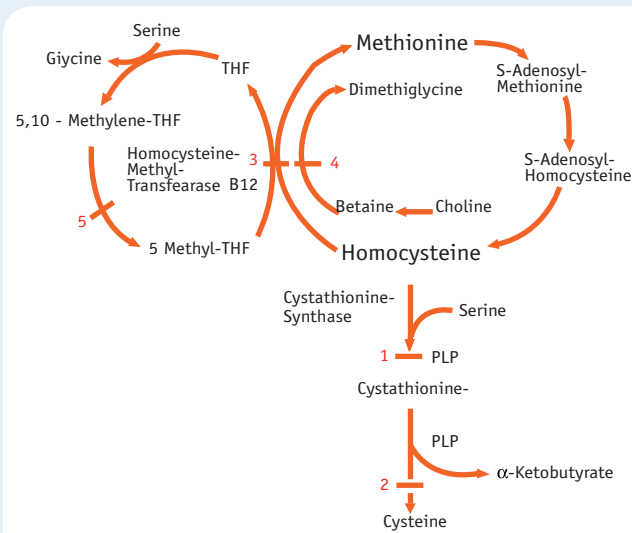 Serine
Giycine
THF
Methionine
S-Adenosyl-
Methionine
Dimethiglycine
5,10 - Methylene-THF
Homocysteine-
Methyl-
Transfearase B12
3
4
S-Adenosyl-
Homocysteine
5
Betaine
Choline
5 Methyl-THF
Homocysteine
Cystathionine-
Synthase
Serine
1
PLP
Cystathionine-
PLP
α-Ketobutyrate
2
Cysteine